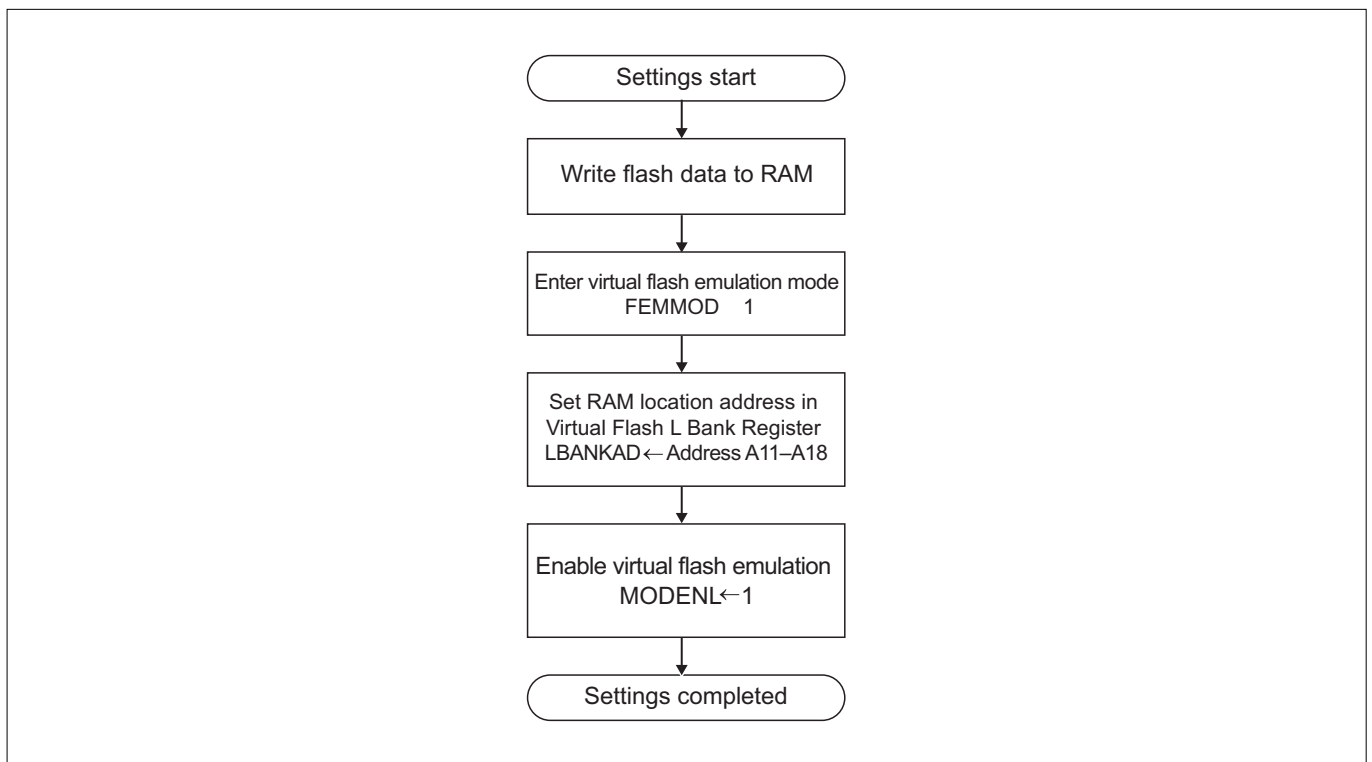 Settings start
Write flash data to RAM
Enter virtual flash emulation mode
FEMMOD 1
Set RAM location address in
Virtual Flash L Bank Register
LBANKAD←Address A11–A18
Enable virtual flash emulation
MODENL←1
Settings completed